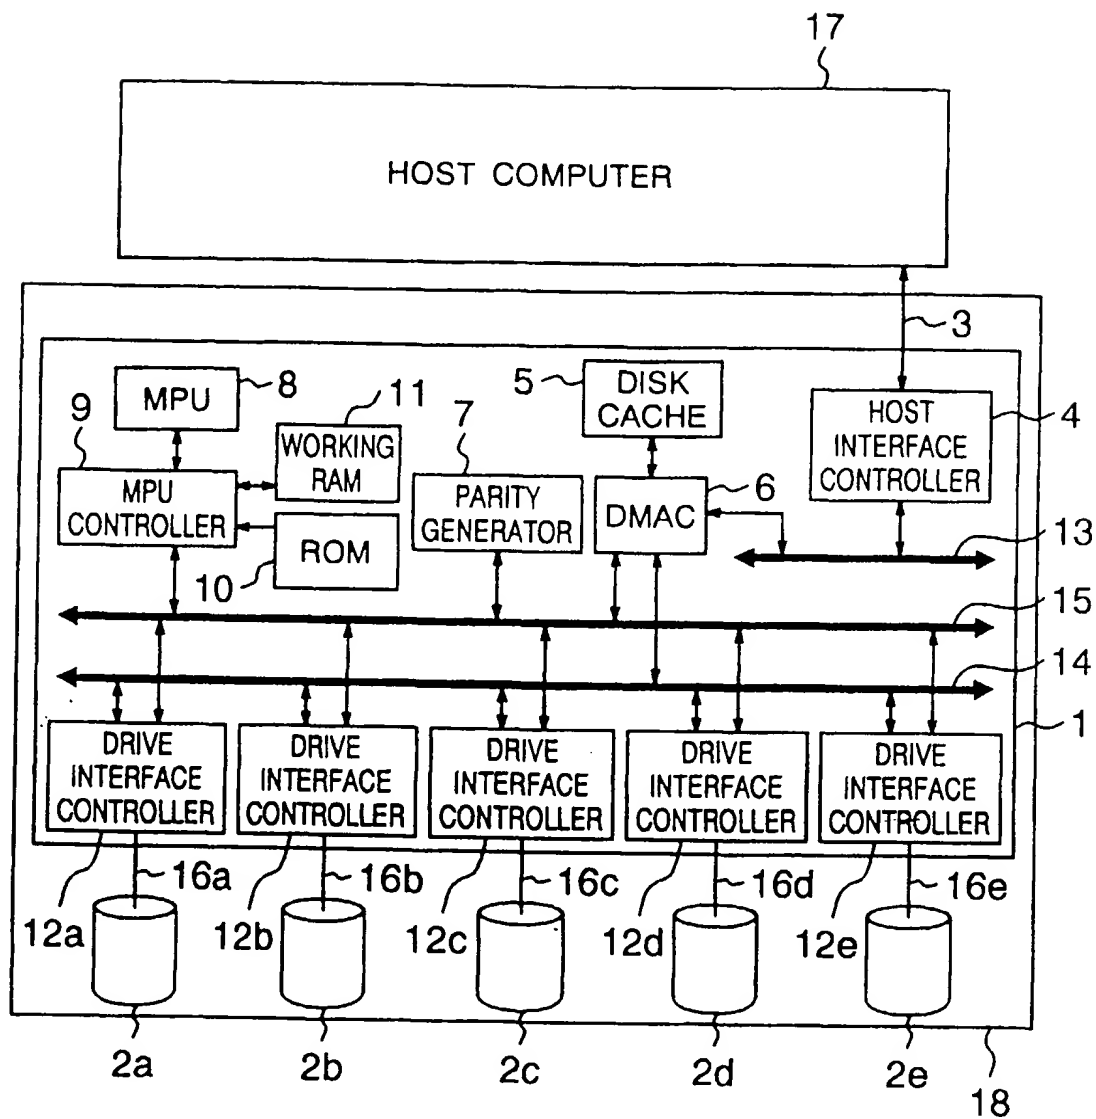 17
HOST COMPUTER
3
MPU
8
9
11
WORKING
RAM
MPU
CONTROLLER
ROM
10
7
PARITY
GENERATOR
5
DISK
CACHE
DMAC
6
HOST
INTERFACE
CONTROLLER
4
13
15
14
1
DRIVE
INTERFACE
CONTROLLER
DRIVE
INTERFACE
CONTROLLER
DRIVE
INTERFACE
CONTROLLER
DRIVE
INTERFACE
CONTROLLER
DRIVE
INTERFACE
CONTROLLER
16a
16b
16c
16d
16e
12a
12b
12c
12d
12e
2a
2b
2c
2d
2e
18